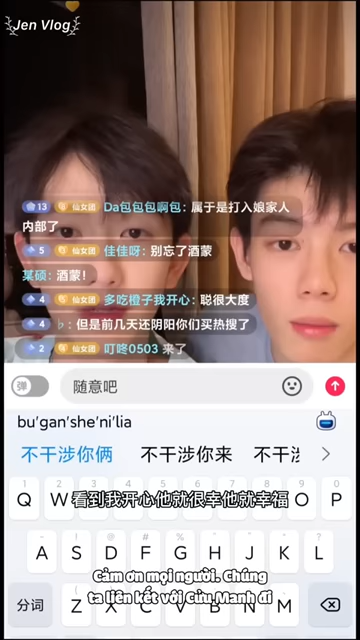 Jen Vlog
13 仙女团 Da包包包啊包：属于是打入娘家人
内部了
5 仙女团 佳佳呀：别忘了酒蒙
某硕：酒蒙！
4 仙女团 多吃橙子我开心：聪很大度
4 ♭：但是前几天还阴阳你们买热搜了
2 仙女团 叮咚0503 来了
弹 随意吧
bu'gan'she'ni'lia
不干涉你俩 不干涉你来 不干涉
Q W O P
看到我开心他就很幸他就幸福
A S D F G H J K L
Cảm ơn mọi người. Chúng
分词 Z X C V B N M
ta liên kết với Cửu Manh đi